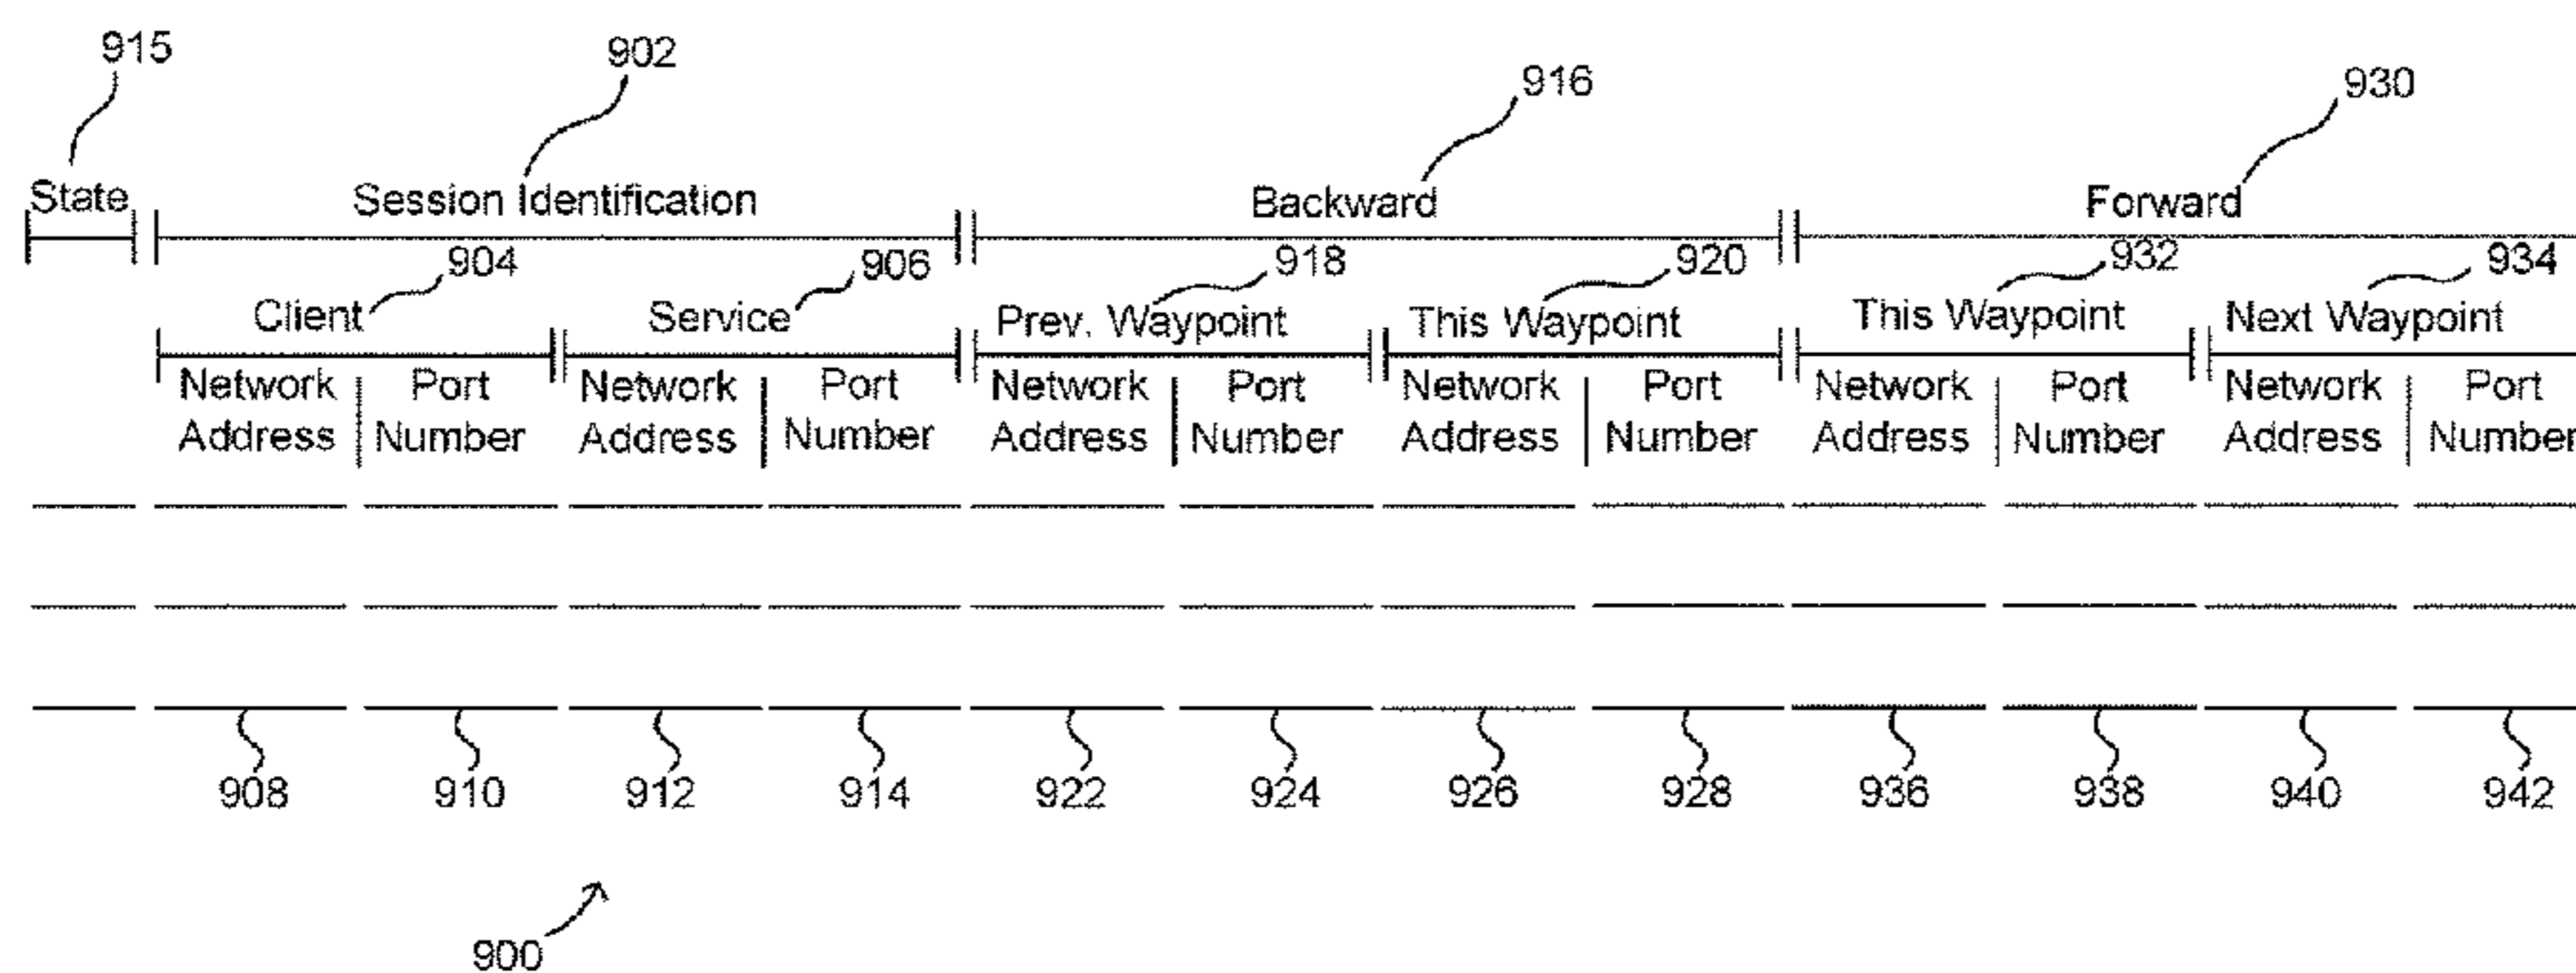 915 902 916 930
State Session Identification Backward Forward
904 906 918 920 932 934
Client Service Prev. Waypoint This Waypoint This Waypoint Next Waypoint
Network Port Network Port Network Port Network Port Network Port Network Port
Address Number Address Number Address Number Address Number Address Number Address Number
908 910 912 914 922 924 926 928 936 938 940 942
900